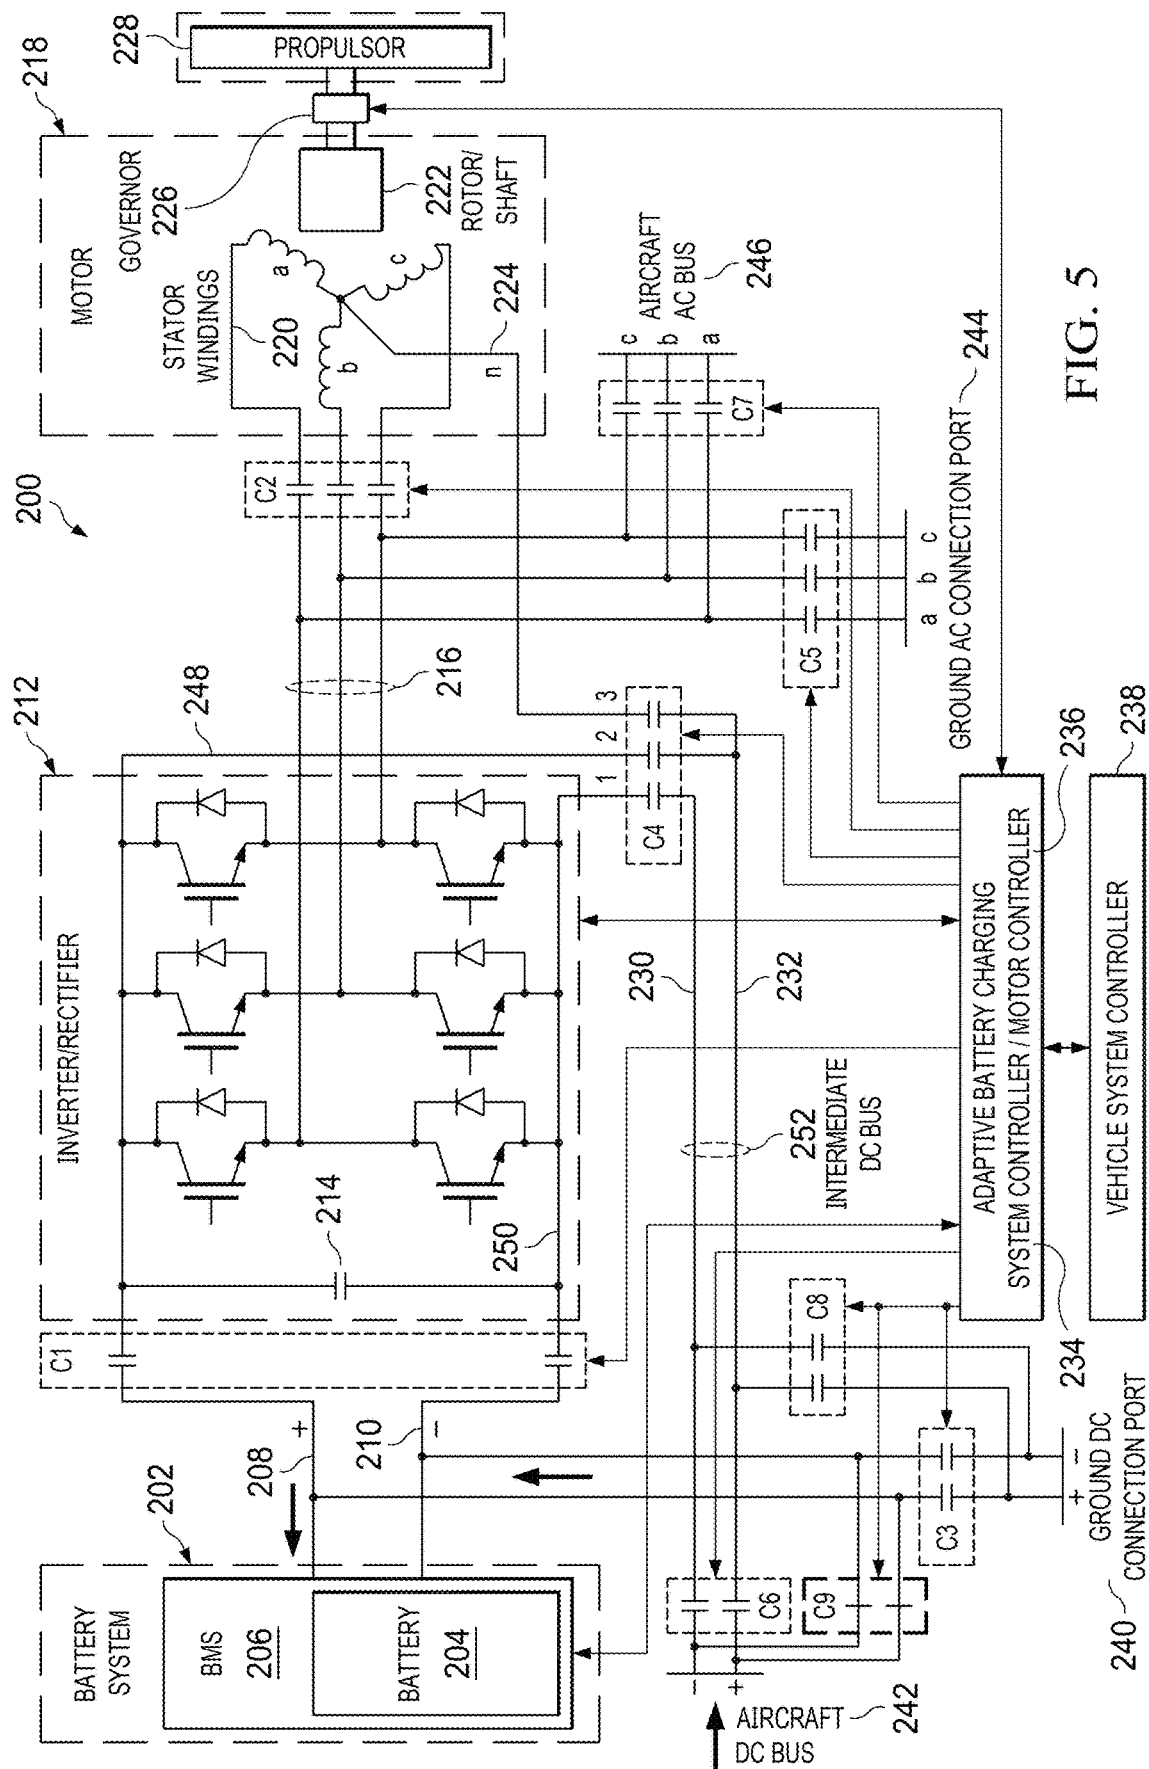 200
BATTERY
SYSTEM
202
BMS
206
BATTERY
204
208
+
210
−
C1
212
INVERTER/RECTIFIER
214
250
248
216
C2
218
MOTOR
GOVERNOR
226
STATOR
WINDINGS
220
a
b
c
n
224
222
ROTOR/
SHAFT
228
PROPULSOR
AIRCRAFT
AC BUS
246
c
b
a
C7
C5
a
b
c
GROUND AC CONNECTION PORT
244
1
2
3
C4
230
232
252
INTERMEDIATE
DC BUS
C6
C9
C8
C3
−
+
AIRCRAFT
DC BUS
242
+
−
GROUND DC
CONNECTION PORT
240
ADAPTIVE BATTERY CHARGING
SYSTEM CONTROLLER / MOTOR CONTROLLER
234
236
VEHICLE SYSTEM CONTROLLER
238
FIG. 5